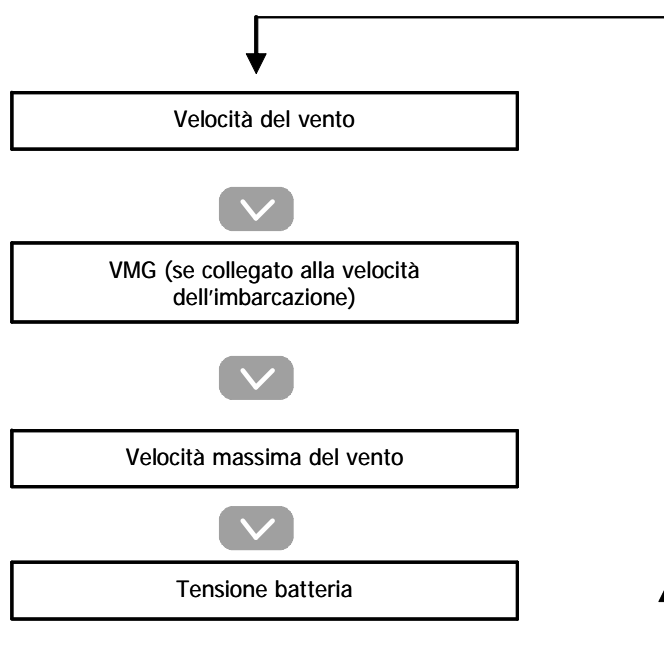 Velocità del vento
VMG (se collegato alla velocità
dell'imbarcazione)
Velocità massima del vento
Tensione batteria